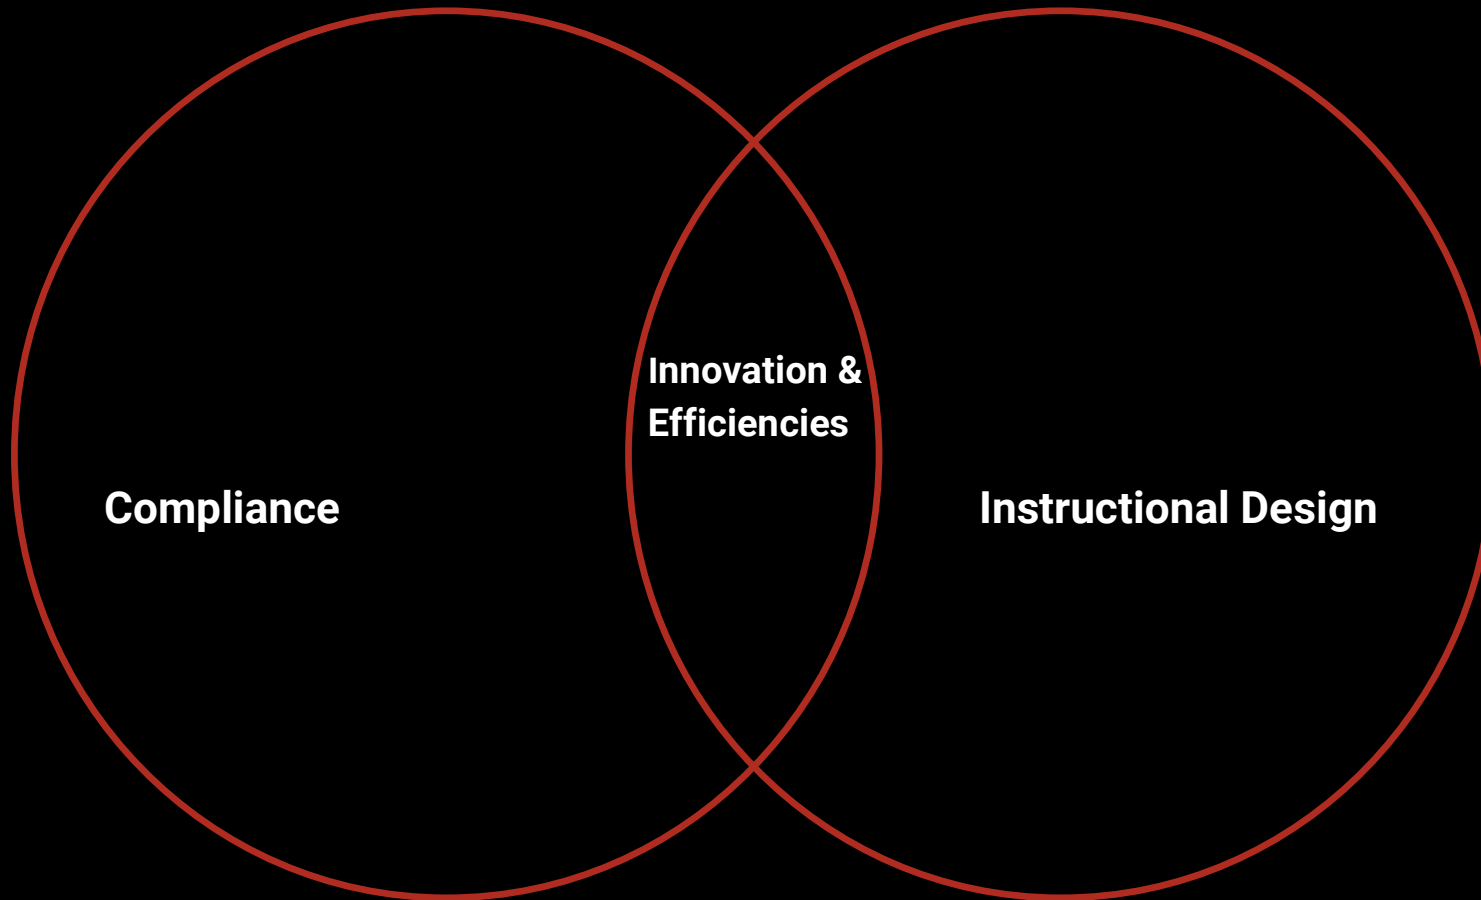 Innovation &
Efficiencies
Compliance
Instructional Design